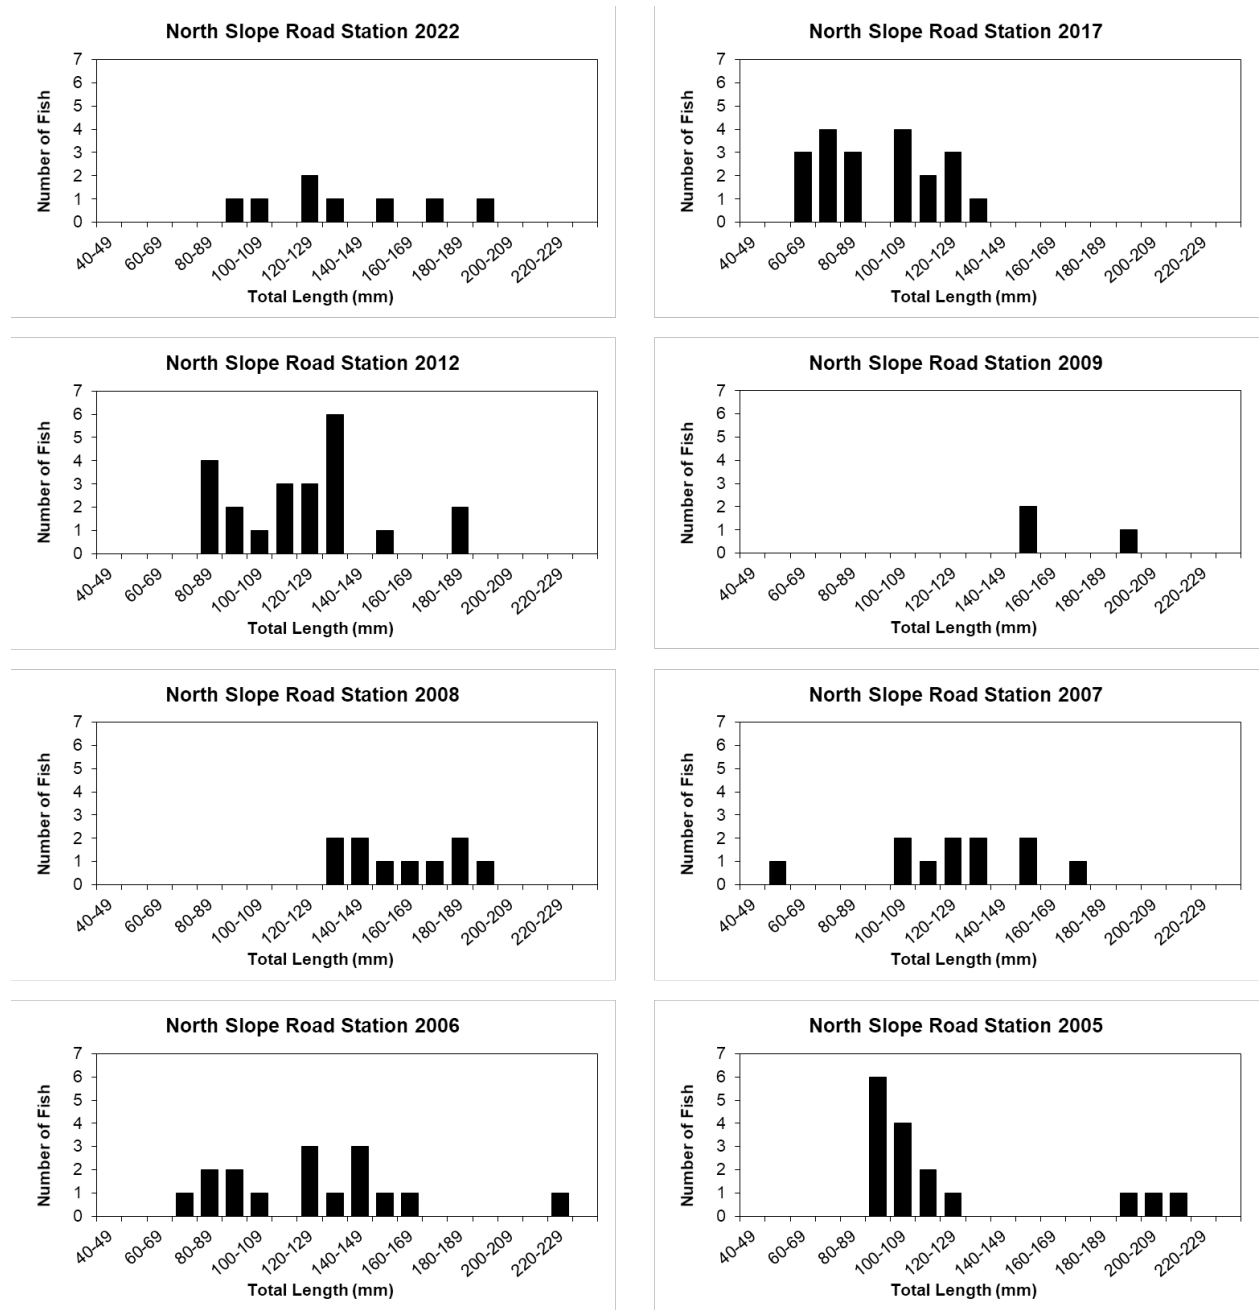 North Slope Road Station 2022
Number of Fish
7
6
5
4
3
2
1
0
40-49 60-69 80-89 100-109 120-129 140-149 160-169 180-189 200-209 220-229
Total Length (mm)
North Slope Road Station 2017
Number of Fish
7
6
5
4
3
2
1
0
40-49 60-69 80-89 100-109 120-129 140-149 160-169 180-189 200-209 220-229
Total Length (mm)
North Slope Road Station 2012
Number of Fish
7
6
5
4
3
2
1
0
40-49 60-69 80-89 100-109 120-129 140-149 160-169 180-189 200-209 220-229
Total Length (mm)
North Slope Road Station 2009
Number of Fish
7
6
5
4
3
2
1
0
40-49 60-69 80-89 100-109 120-129 140-149 160-169 180-189 200-209 220-229
Total Length (mm)
North Slope Road Station 2008
Number of Fish
7
6
5
4
3
2
1
0
40-49 60-69 80-89 100-109 120-129 140-149 160-169 180-189 200-209 220-229
Total Length (mm)
North Slope Road Station 2007
Number of Fish
7
6
5
4
3
2
1
0
40-49 60-69 80-89 100-109 120-129 140-149 160-169 180-189 200-209 220-229
Total Length (mm)
North Slope Road Station 2006
Number of Fish
7
6
5
4
3
2
1
0
40-49 60-69 80-89 100-109 120-129 140-149 160-169 180-189 200-209 220-229
Total Length (mm)
North Slope Road Station 2005
Number of Fish
7
6
5
4
3
2
1
0
40-49 60-69 80-89 100-109 120-129 140-149 160-169 180-189 200-209 220-229
Total Length (mm)